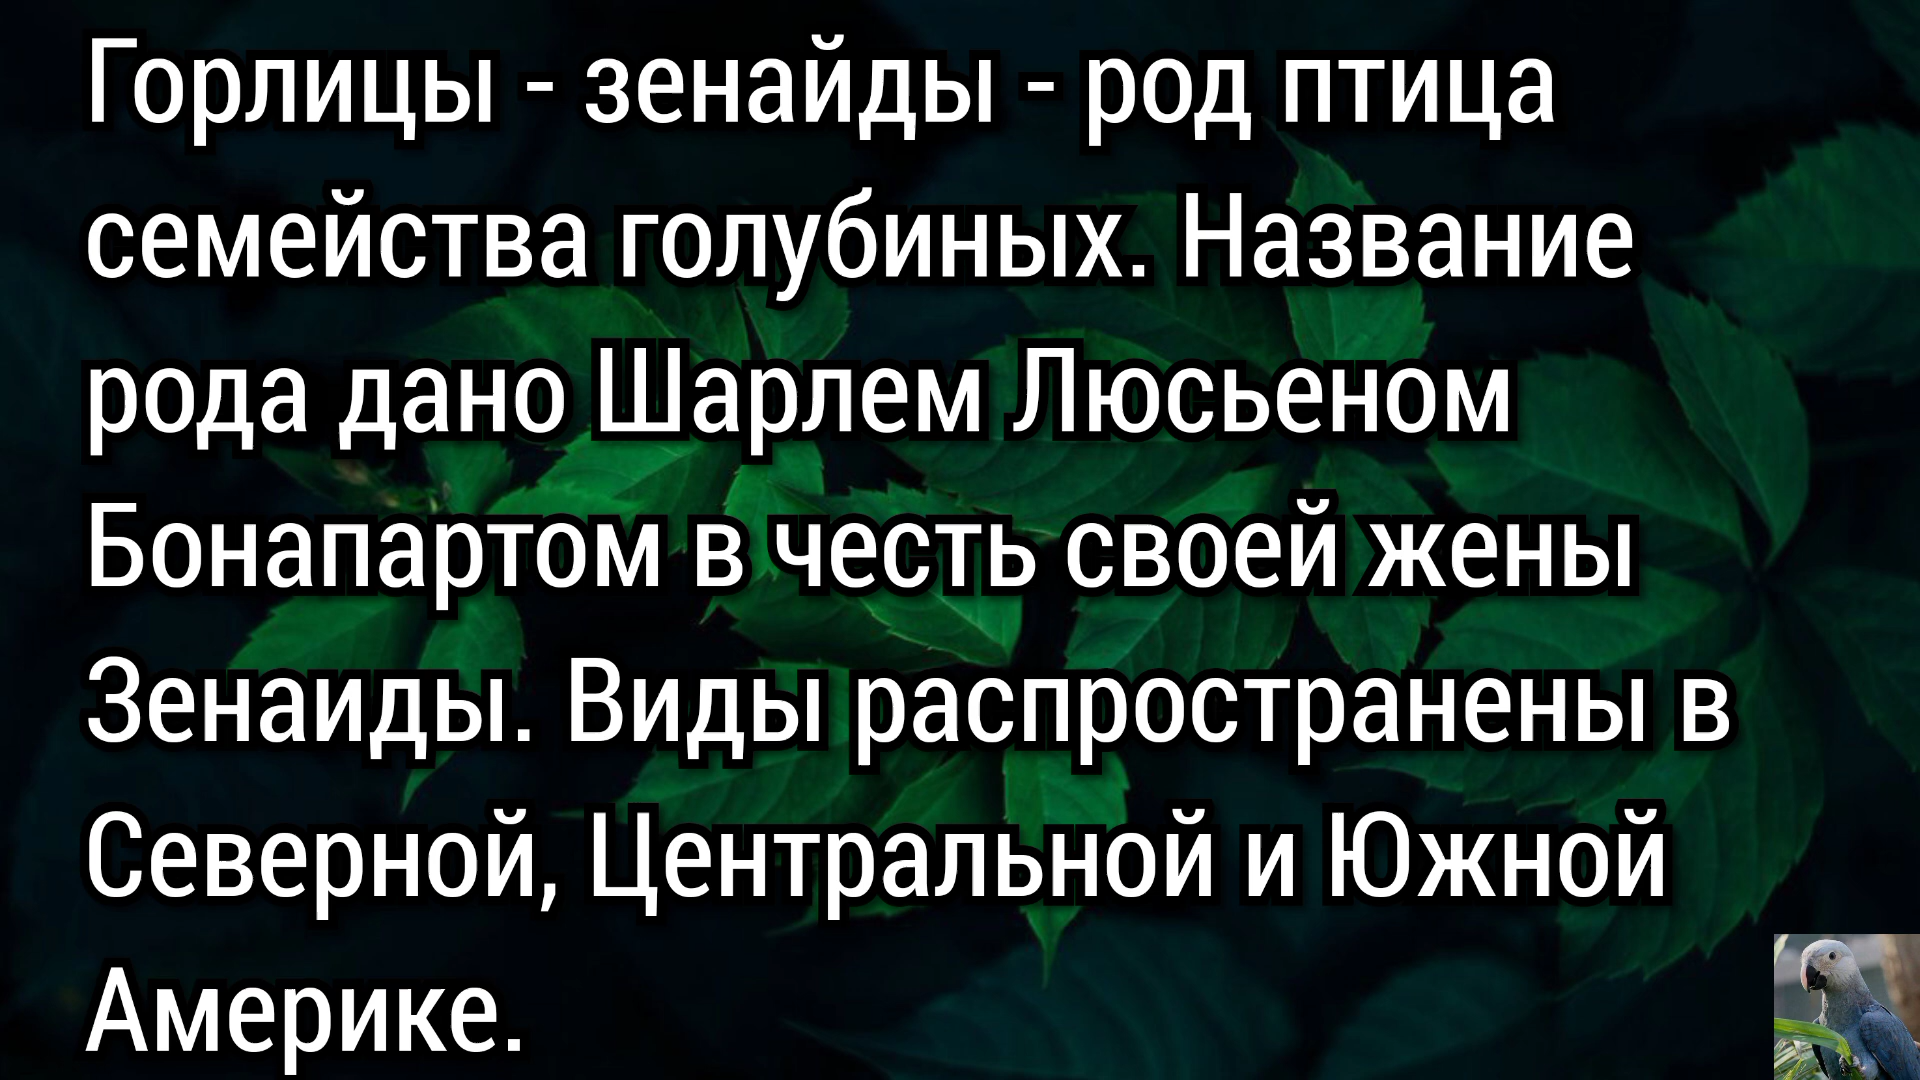 Горлицы - зенайды - род птица
семейства голубиных. Название
рода дано Шарлем Люсьеном
Бонапартом в честь своей жены
Зенаиды. Виды распространены в
Северной, Центральной и Южной
Америке.